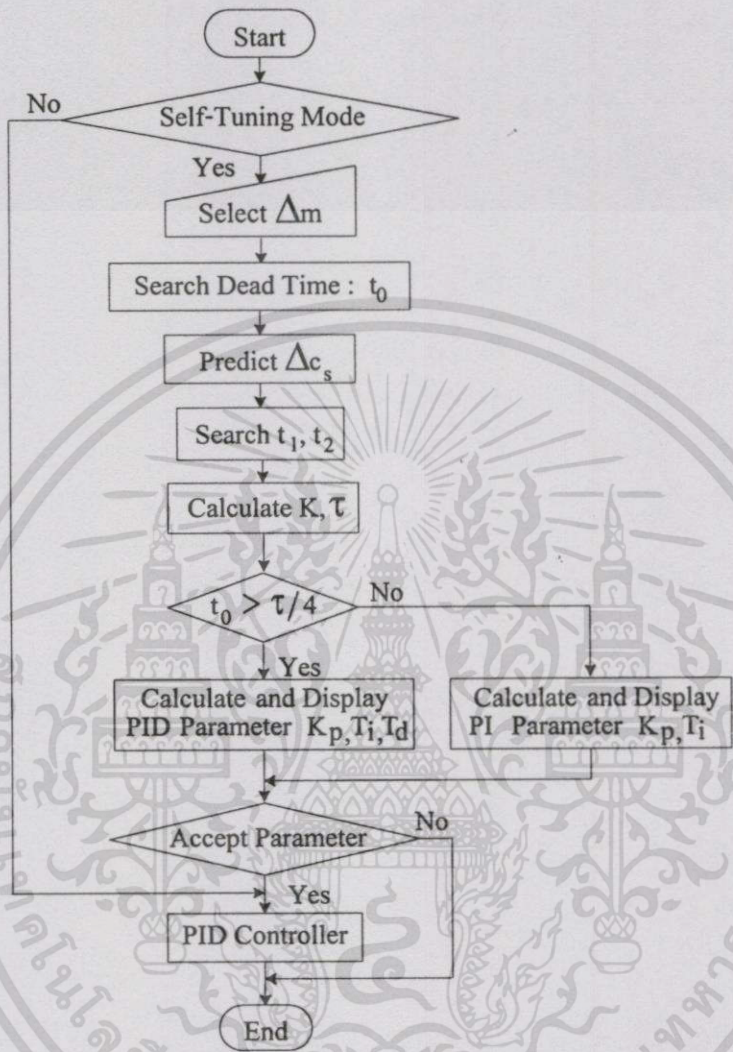 Start
No
Self-Tuning Mode
Yes
Select Δm
Search Dead Time : t₀
Predict Δcₛ
Search t₁, t₂
Calculate K, τ
t₀ > τ/4
No
Yes
Calculate and Display
PID Parameter Kₚ,Tᵢ,T_d
Calculate and Display
PI Parameter Kₚ,Tᵢ
Accept Parameter
No
Yes
PID Controller
End